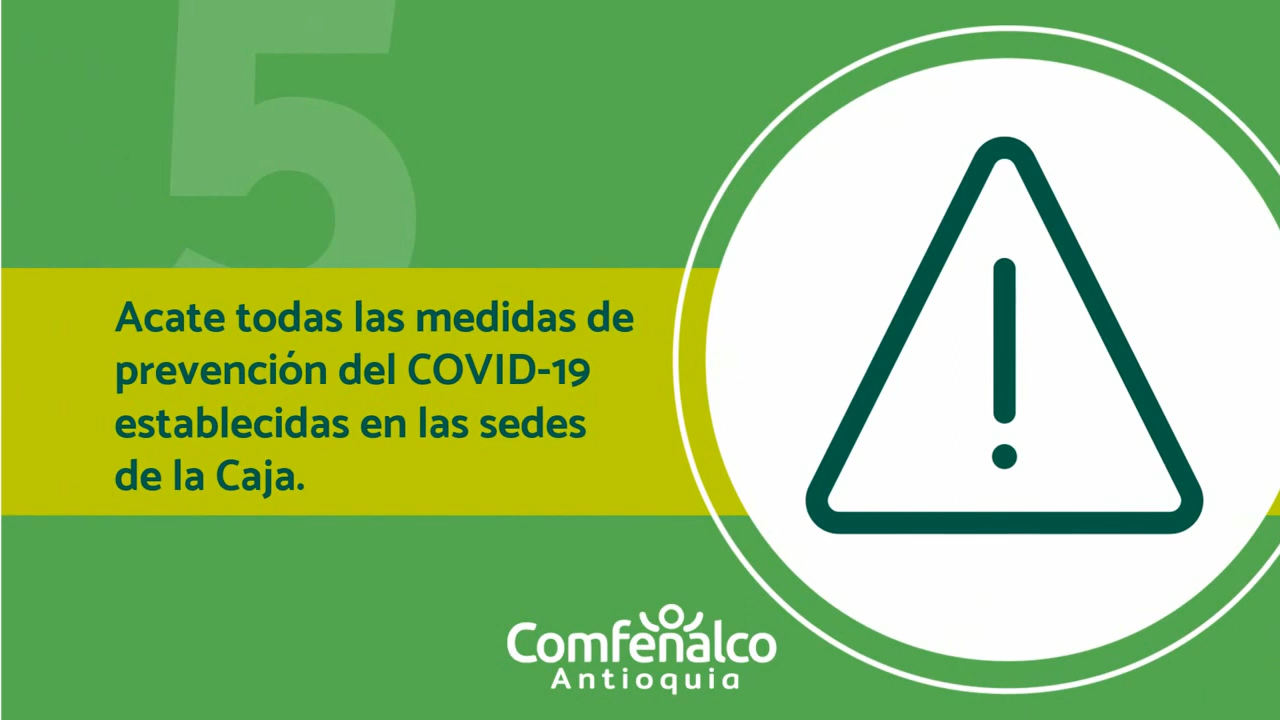 5
Acate todas las medidas de
prevención del COVID-19
establecidas en las sedes
de la Caja.
Comfenalco
Antioquia